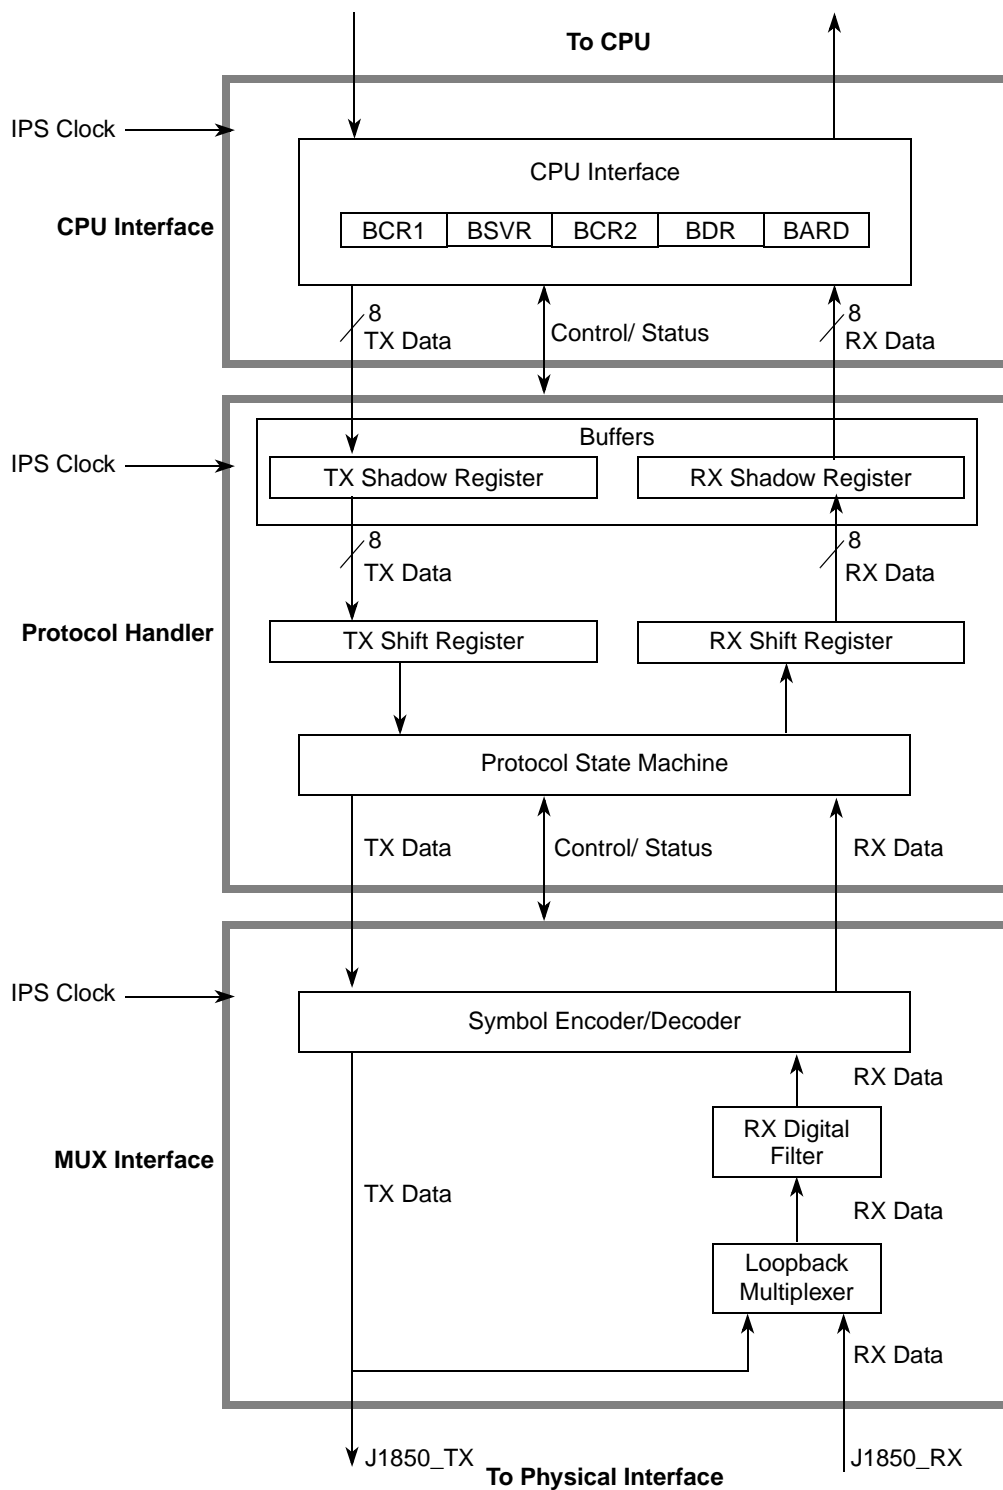 To CPU
IPS Clock
CPU Interface
CPU Interface
BCR1 BSVR BCR2 BDR BARD
8
TX Data
Control/ Status
8
RX Data
Buffers
IPS Clock
TX Shadow Register
RX Shadow Register
8
TX Data
8
RX Data
Protocol Handler
TX Shift Register
RX Shift Register
Protocol State Machine
TX Data
Control/ Status
RX Data
IPS Clock
Symbol Encoder/Decoder
RX Data
RX Digital
Filter
MUX Interface
TX Data
RX Data
Loopback
Multiplexer
RX Data
J1850_TX
To Physical Interface
J1850_RX